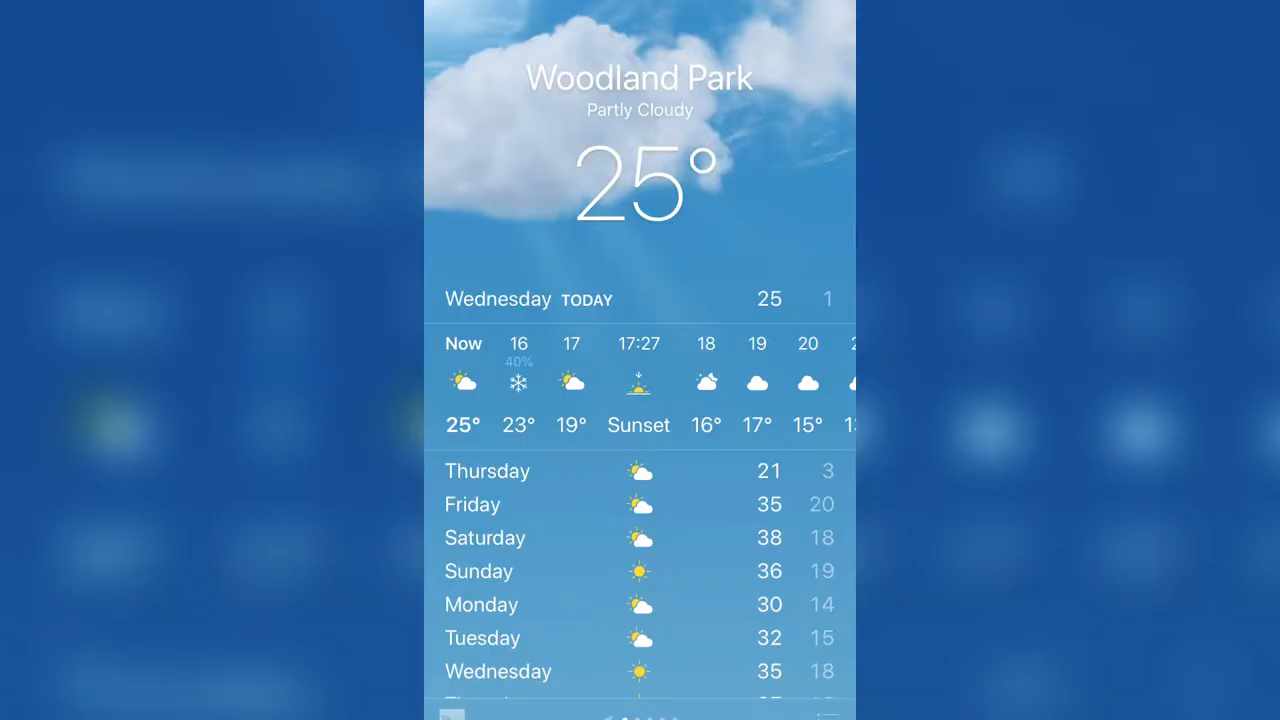 Woodland Park
Partly Cloudy
25°
Wednesday TODAY 25 1
Now 16 17 17:27 18 19 20
40%
25° 23° 19° Sunset 16° 17° 15°
Thursday 21 3
Friday 35 20
Saturday 38 18
Sunday 36 19
Monday 30 14
Tuesday 32 15
Wednesday 35 18